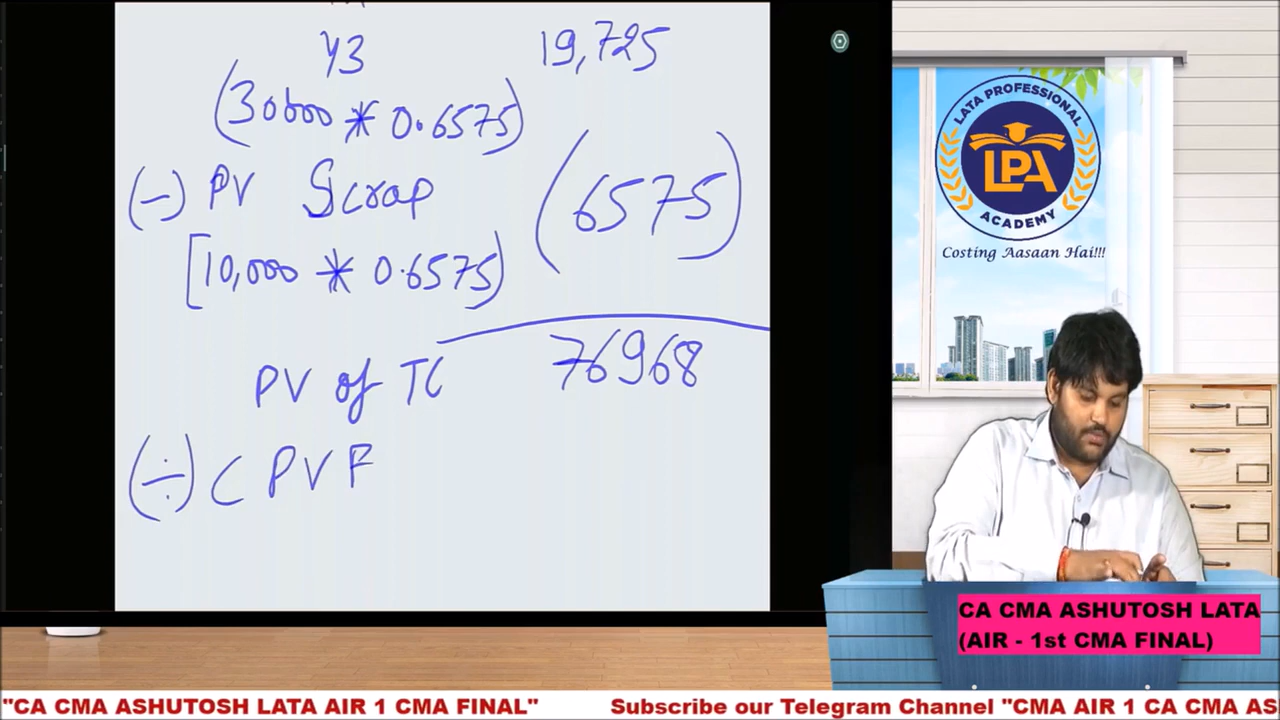 Y3 19,725
(30000 * 0.6575)
(-) PV Scrap (6575)
[10,000 * 0.6575)
PV of TC 76968
(÷) C PVF
LATA PROFESSIONAL
LPA
ACADEMY
Costing Aasaan Hai!!!
CA CMA ASHUTOSH LATA
(AIR - 1st CMA FINAL)
"CA CMA ASHUTOSH LATA AIR 1 CMA FINAL" Subscribe our Telegram Channel "CMA AIR 1 CA CMA AS